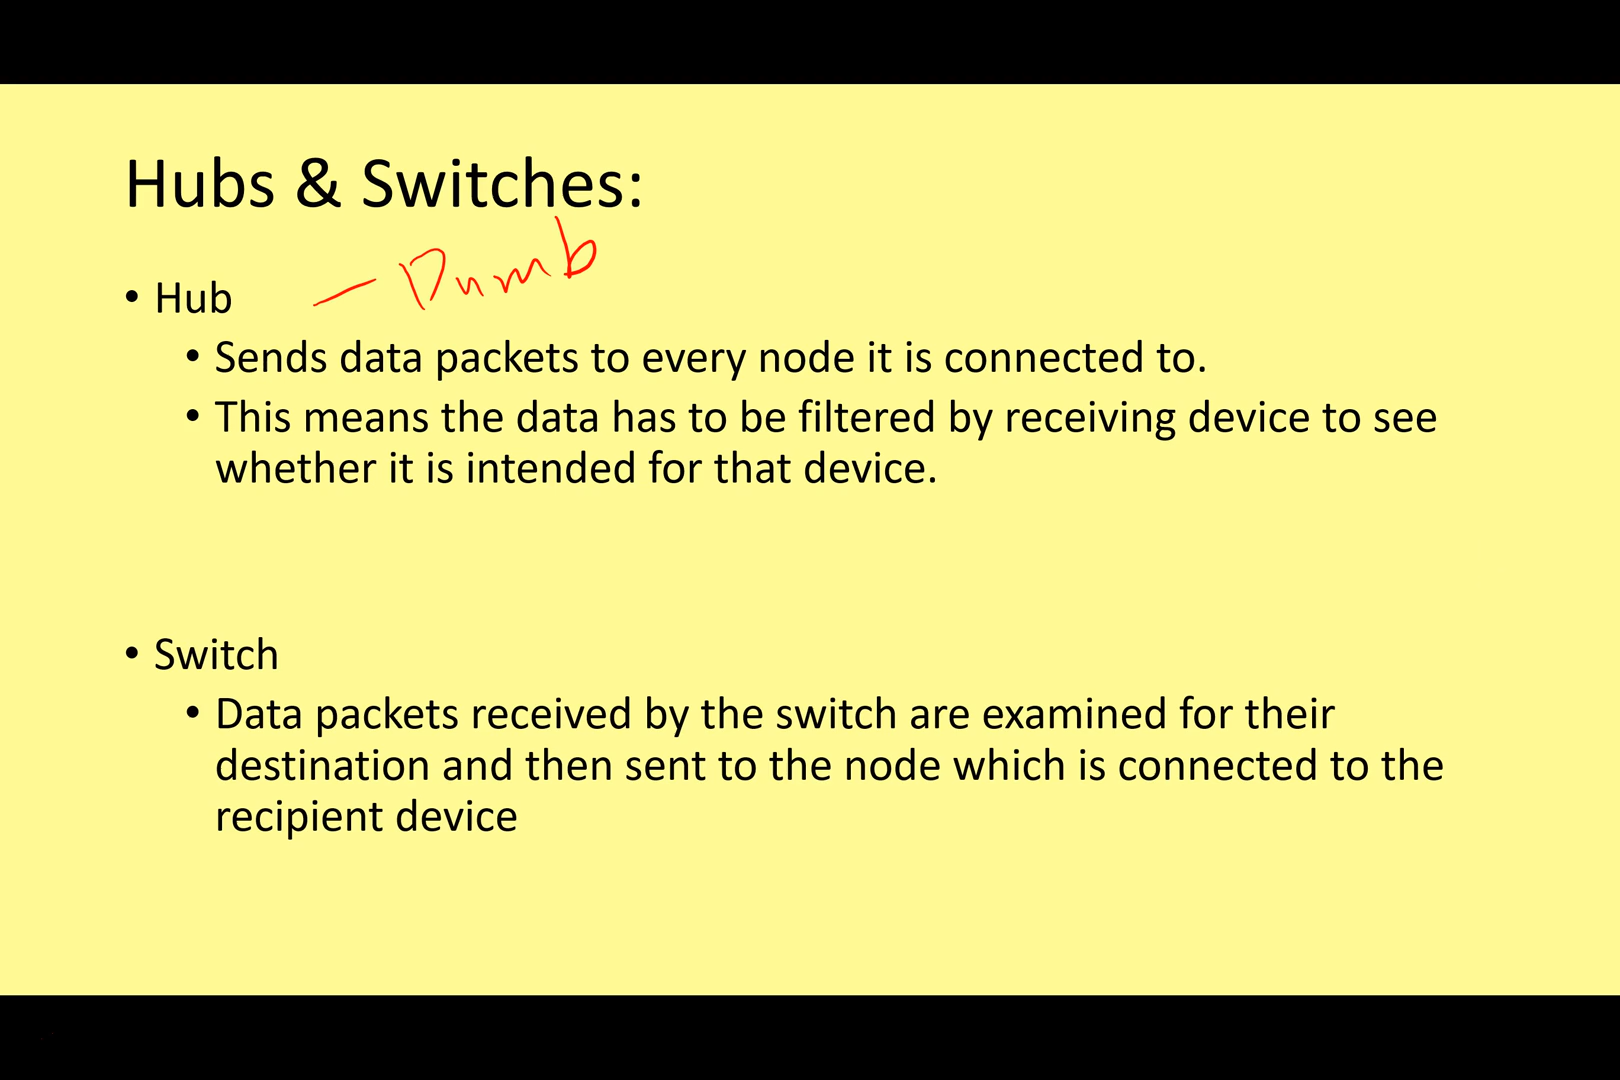 Hubs & Switches:
• Hub — Dumb
• Sends data packets to every node it is connected to.
• This means the data has to be filtered by receiving device to see
whether it is intended for that device.
• Switch
• Data packets received by the switch are examined for their
destination and then sent to the node which is connected to the
recipient device